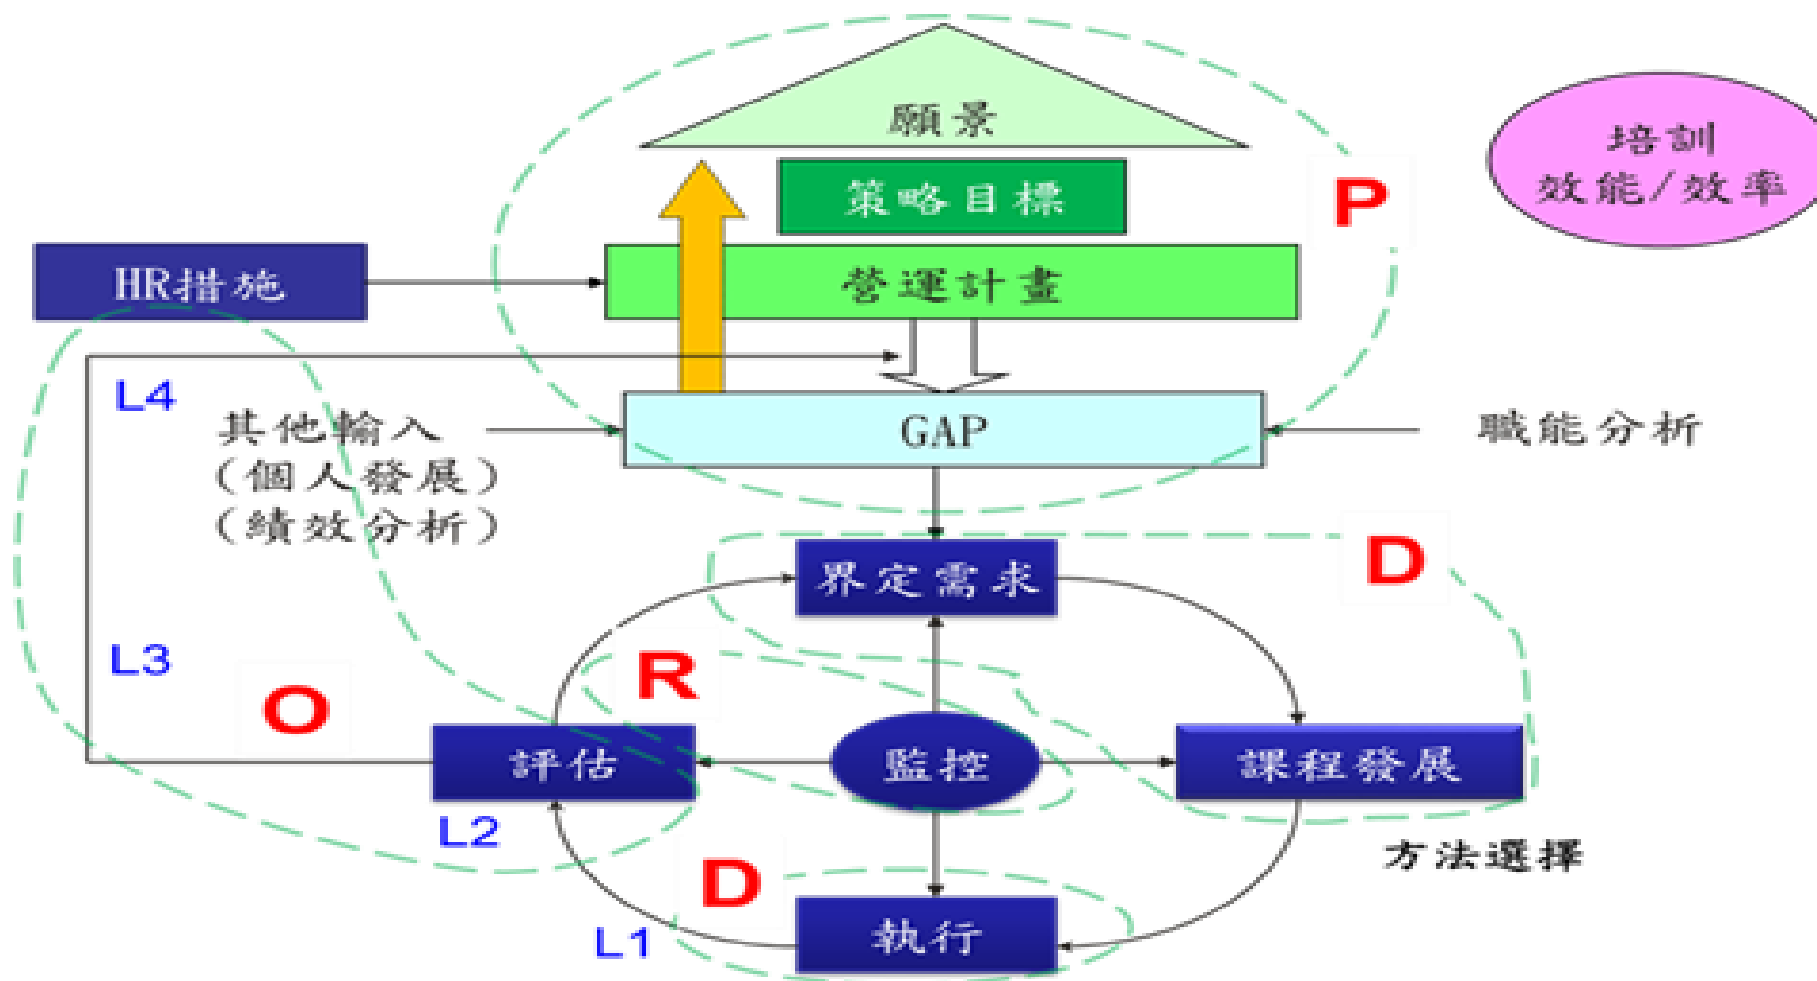 願景
培訓
效能/效率
策略目標
P
HR措施
營運計畫
L4
其他輸入
(個人發展)
(績效分析)
GAP
職能分析
界定需求
D
L3
O
R
評估
監控
課程發展
L2
方法選擇
D
L1
執行